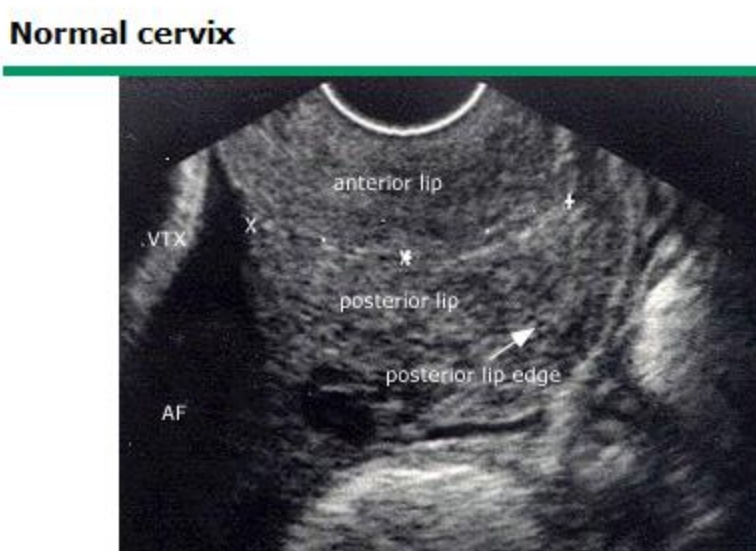 Normal cervix
anterior lip
VTX
X
posterior lip
posterior lip edge
AF